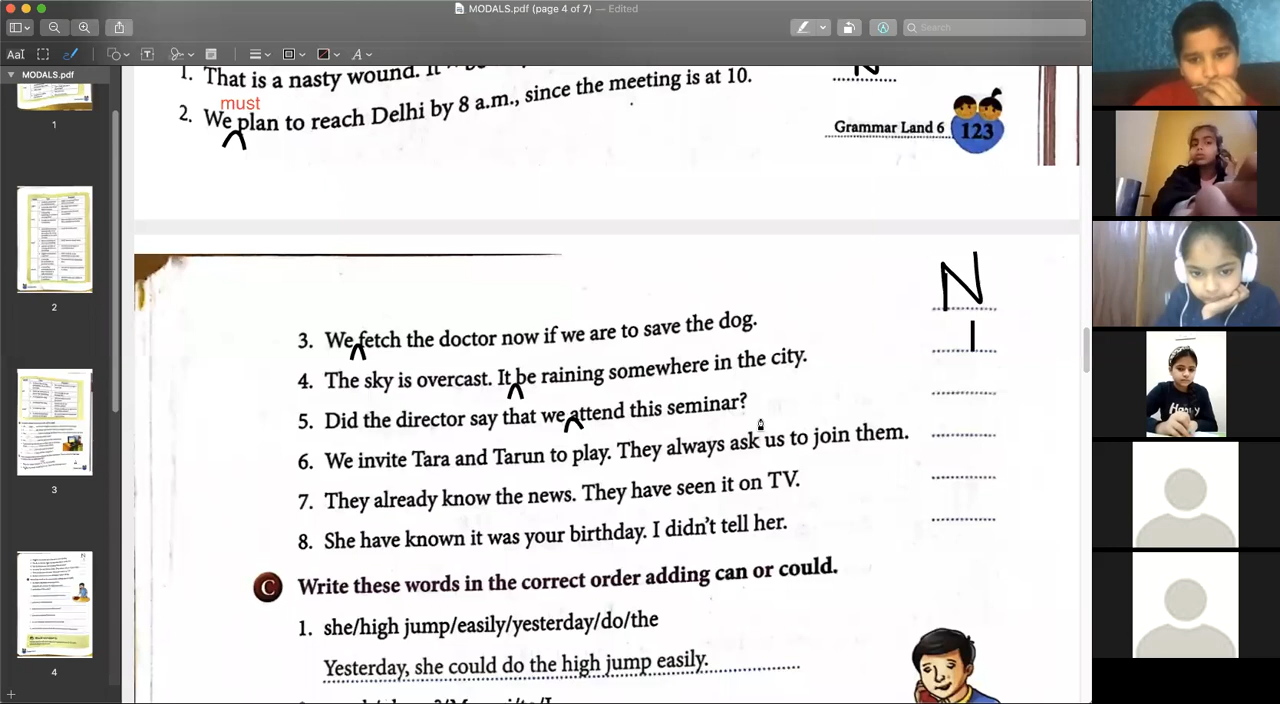 MODALS.pdf (page 4 of 7) — Edited
Search
MODALS.pdf
1
2
3
4
1. That is a nasty wound. It
N
must
2. We plan to reach Delhi by 8 a.m., since the meeting is at 10.
Grammar Land 6 123
3. We fetch the doctor now if we are to save the dog.
N
4. The sky is overcast. It be raining somewhere in the city.
I
5. Did the director say that we attend this seminar?
6. We invite Tara and Tarun to play. They always ask us to join them.
7. They already know the news. They have seen it on TV.
8. She have known it was your birthday. I didn't tell her.
C Write these words in the correct order adding can or could.
1. she/high jump/easily/yesterday/do/the
Yesterday, she could do the high jump easily.